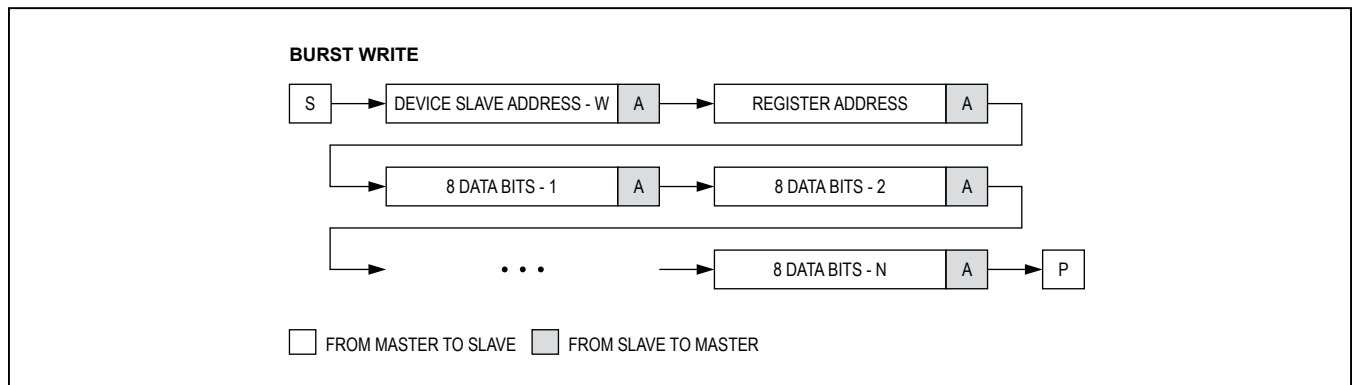 BURST WRITE
S DEVICE SLAVE ADDRESS - W A REGISTER ADDRESS A
8 DATA BITS - 1 A 8 DATA BITS - 2 A
• • • 8 DATA BITS - N A P
FROM MASTER TO SLAVE FROM SLAVE TO MASTER